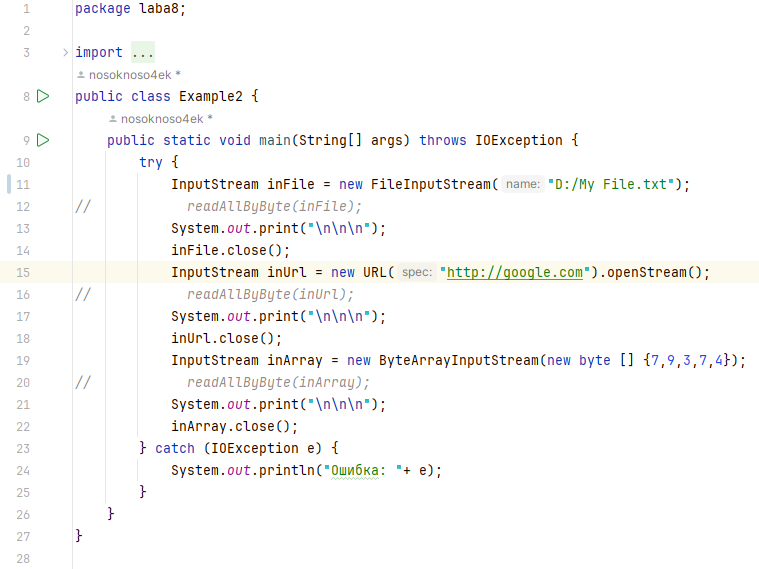 1 package laba8;
2
3 import ...
nosoknoso4ek *
8 public class Example2 {
nosoknoso4ek *
9 public static void main(String[] args) throws IOException {
10 try {
11 InputStream inFile = new FileInputStream( name: "D:/My File.txt");
12 // readAllByByte(inFile);
13 System.out.print("\n\n\n");
14 inFile.close();
15 InputStream inUrl = new URL( spec: "http://google.com").openStream();
16 // readAllByByte(inUrl);
17 System.out.print("\n\n\n");
18 inUrl.close();
19 InputStream inArray = new ByteArrayInputStream(new byte [] {7,9,3,7,4});
20 // readAllByByte(inArray);
21 System.out.print("\n\n\n");
22 inArray.close();
23 } catch (IOException e) {
24 System.out.println("Ошибка: "+ e);
25 }
26 }
27 }
28